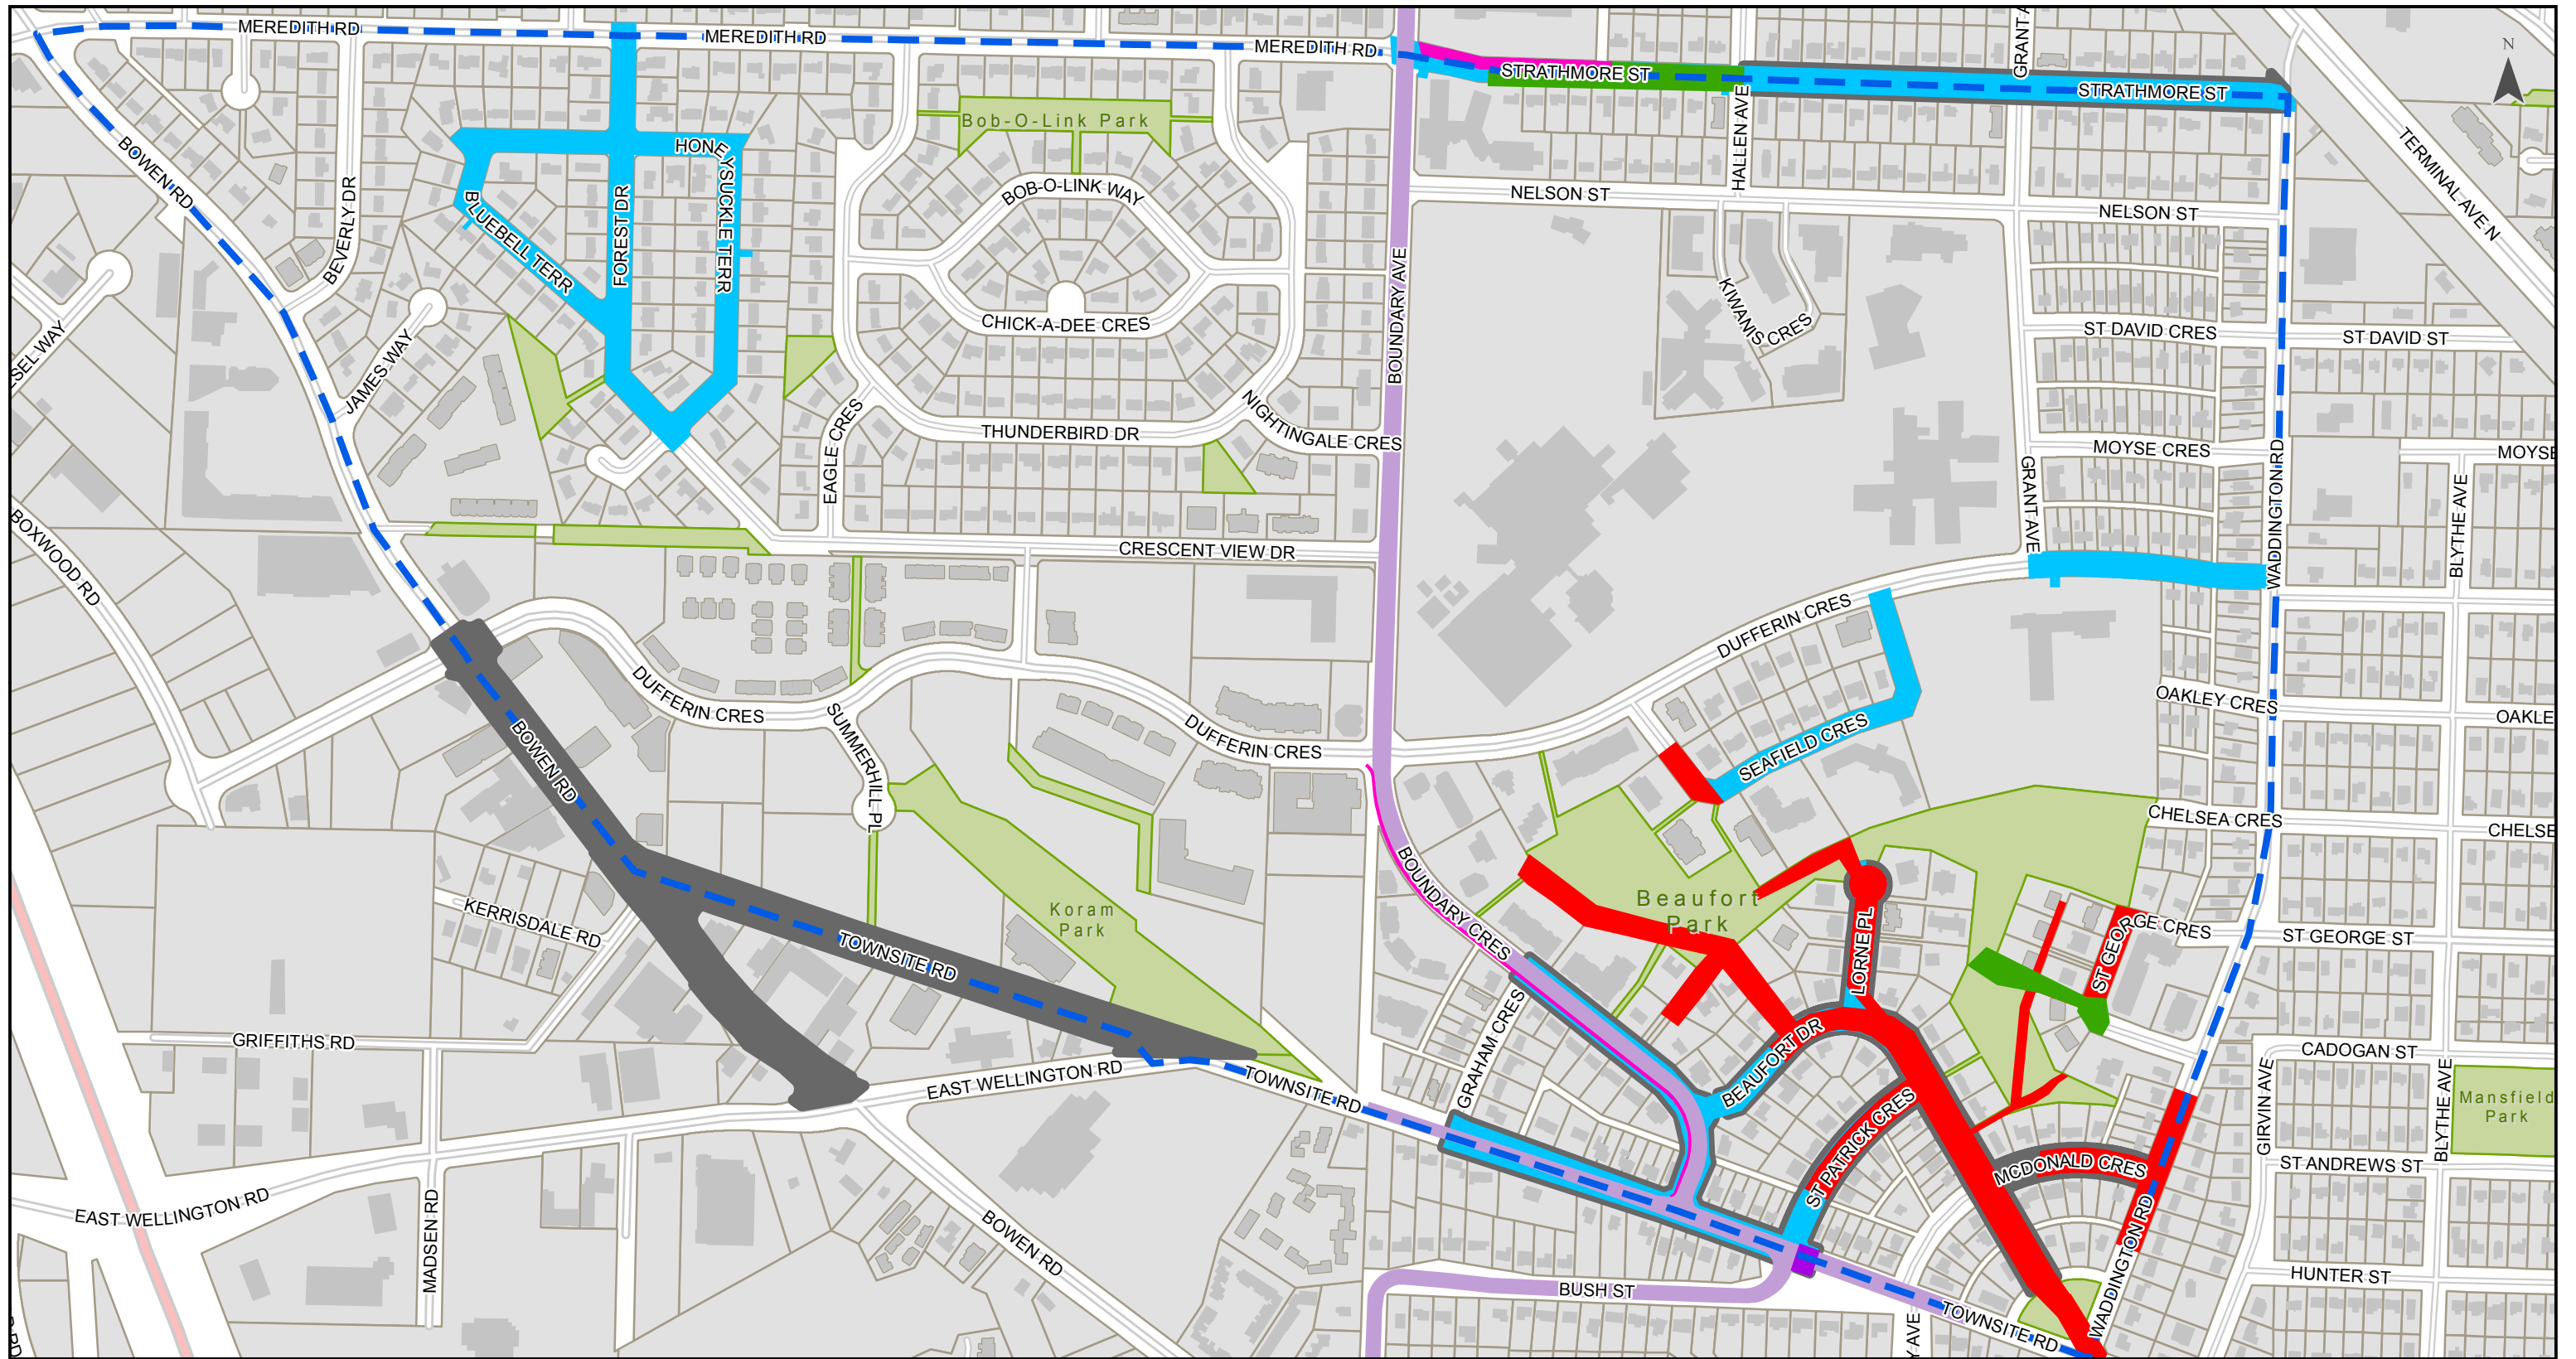 MEREDITH RD
MEREDITH RD
MEREDITH RD
STRATHMORE ST
STRATHMORE ST
GRANT A
N
TERMINAL AVE N
HALLEN AVE
BOWEN RD
BEVERLY DR
HONEYSUCKLE TERR
BLUEBELL TERR
FOREST DR
Bob-O-Link Park
BOB-O-LINK WAY
CHICK-A-DEE CRES
BOUNDARY AVE
NELSON ST
NELSON ST
KIWANIS CRES
ST DAVID CRES
ST DAVID ST
SEL WAY
JAMES WAY
EAGLE CRES
THUNDERBIRD DR
NIGHTINGALE CRES
MOYSE CRES
MOYSE
GRANT AVE
WADDINGTON RD
BLYTHE AVE
BOXWOOD RD
CRESCENT VIEW DR
DUFFERIN CRES
DUFFERIN CRES
DUFFERIN CRES
SUMMERHILL PL
BOWEN RD
SEAFIELD CRES
OAKLEY CRES
OAKLE
CHELSEA CRES
CHELSE
BOUNDARY CRES
Beaufort
Park
LORNE PL
Koram
Park
KERRISDALE RD
TOWNSITE RD
ST GEORGE CRES
ST GEORGE ST
GRIFFITHS RD
GRAHAM CRES
BEAUFORT DR
CADOGAN ST
EAST WELLINGTON RD
TOWNSITE RD
ST PATRICK CRES
GIRVIN AVE
BLYTHE AVE
Mansfield
Park
MCDONALD CRES
ST ANDREWS ST
EAST WELLINGTON RD
MADSEN RD
BOWEN RD
BUSH ST
WADDINGTON RD
HUNTER ST
TOWNSITE RD
Y AVE
RD